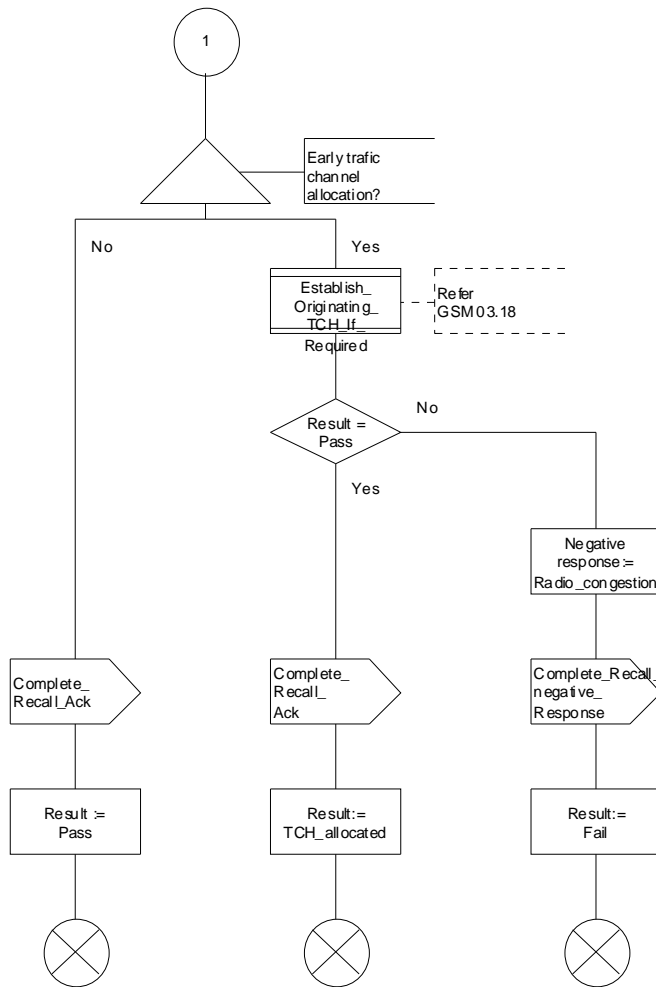 1
Early trafic
channel
allocation?
No
Yes
Establish_
Originating_
TCH_If_
Required
Refer
GSM 03.18
Result =
Pass
No
Yes
Negative
response :=
Radio_congestion
Complete_
Recall_Ack
Complete_
Recall_
Ack
Complete_Recall_
negative_
Response
Result :=
Pass
Result:=
TCH_allocated
Result:=
Fail